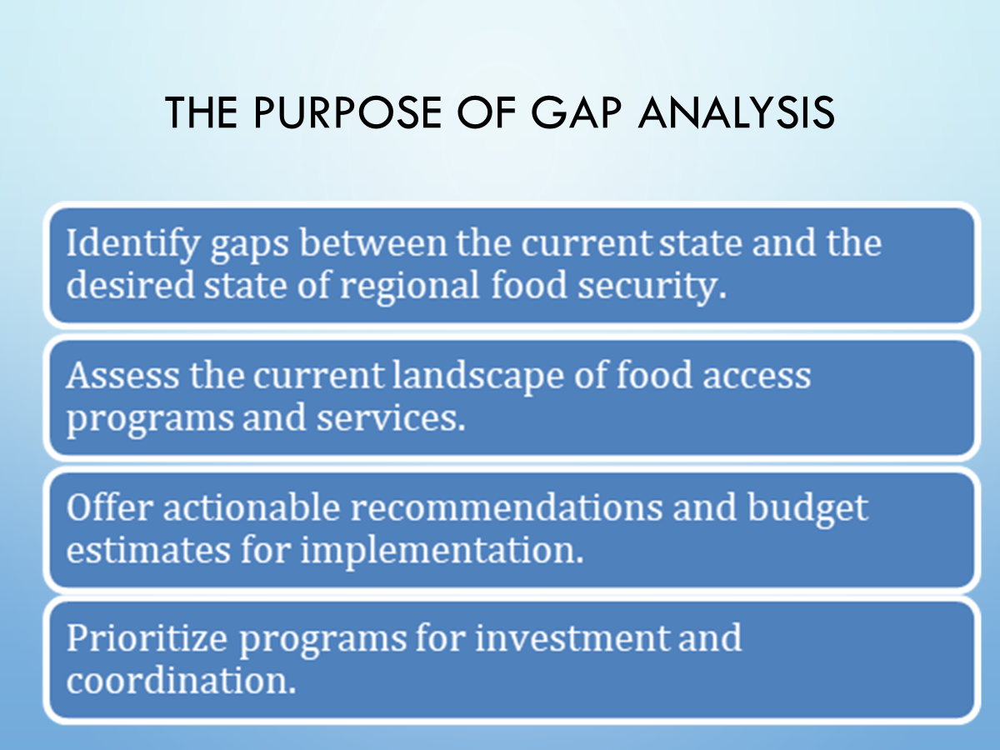 THE PURPOSE OF GAP ANALYSIS
Identify gaps between the current state and the
desired state of regional food security.
Assess the current landscape of food access
programs and services.
Offer actionable recommendations and budget
estimates for implementation.
Prioritize programs for investment and
coordination.